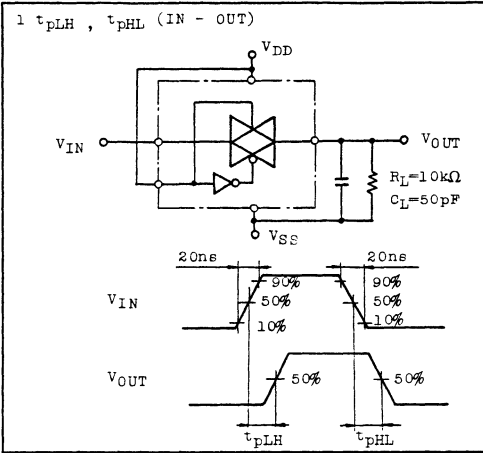 1 tpLH , tpHL (IN - OUT)
VDD
VIN
VOUT
RL=10kΩ
CL=50pF
VSS
20ns
20ns
90%
90%
VIN
50%
50%
10%
10%
VOUT
50%
50%
tpLH
tpHL